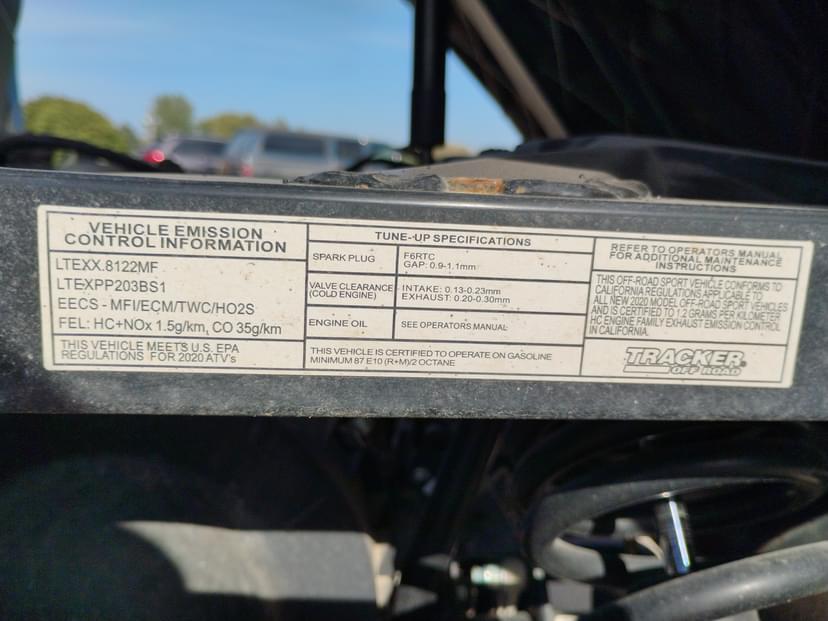 VEHICLE EMISSION
CONTROL INFORMATION
LTEXX.8122MF
LTEXPP203BS1
EECS - MFI/ECM/TWC/HO2S
FEL: HC+NOx 1.5g/km, CO 35g/km
THIS VEHICLE MEETS U.S. EPA
REGULATIONS FOR 2020 ATV's
TUNE-UP SPECIFICATIONS
SPARK PLUG
F6RTC
GAP: 0.9-1.1mm
VALVE CLEARANCE
(COLD ENGINE)
INTAKE: 0.13-0.23mm
EXHAUST: 0.20-0.30mm
ENGINE OIL
SEE OPERATORS MANUAL
THIS VEHICLE IS CERTIFIED TO OPERATE ON GASOLINE
MINIMUM 87 E10 (R+M)/2 OCTANE
REFER TO OPERATORS MANUAL
FOR ADDITIONAL MAINTENANCE
INSTRUCTIONS
THIS OFF-ROAD SPORT VEHICLE CONFORMS TO
CALIFORNIA REGULATIONS APPLICABLE TO
ALL NEW 2020 MODEL OFF-ROAD SPORT VEHICLES
AND IS CERTIFIED TO 1.2 GRAMS PER KILOMETER
HC ENGINE FAMILY EXHAUST EMISSION CONTROL
IN CALIFORNIA.
TRACKER
OFF ROAD